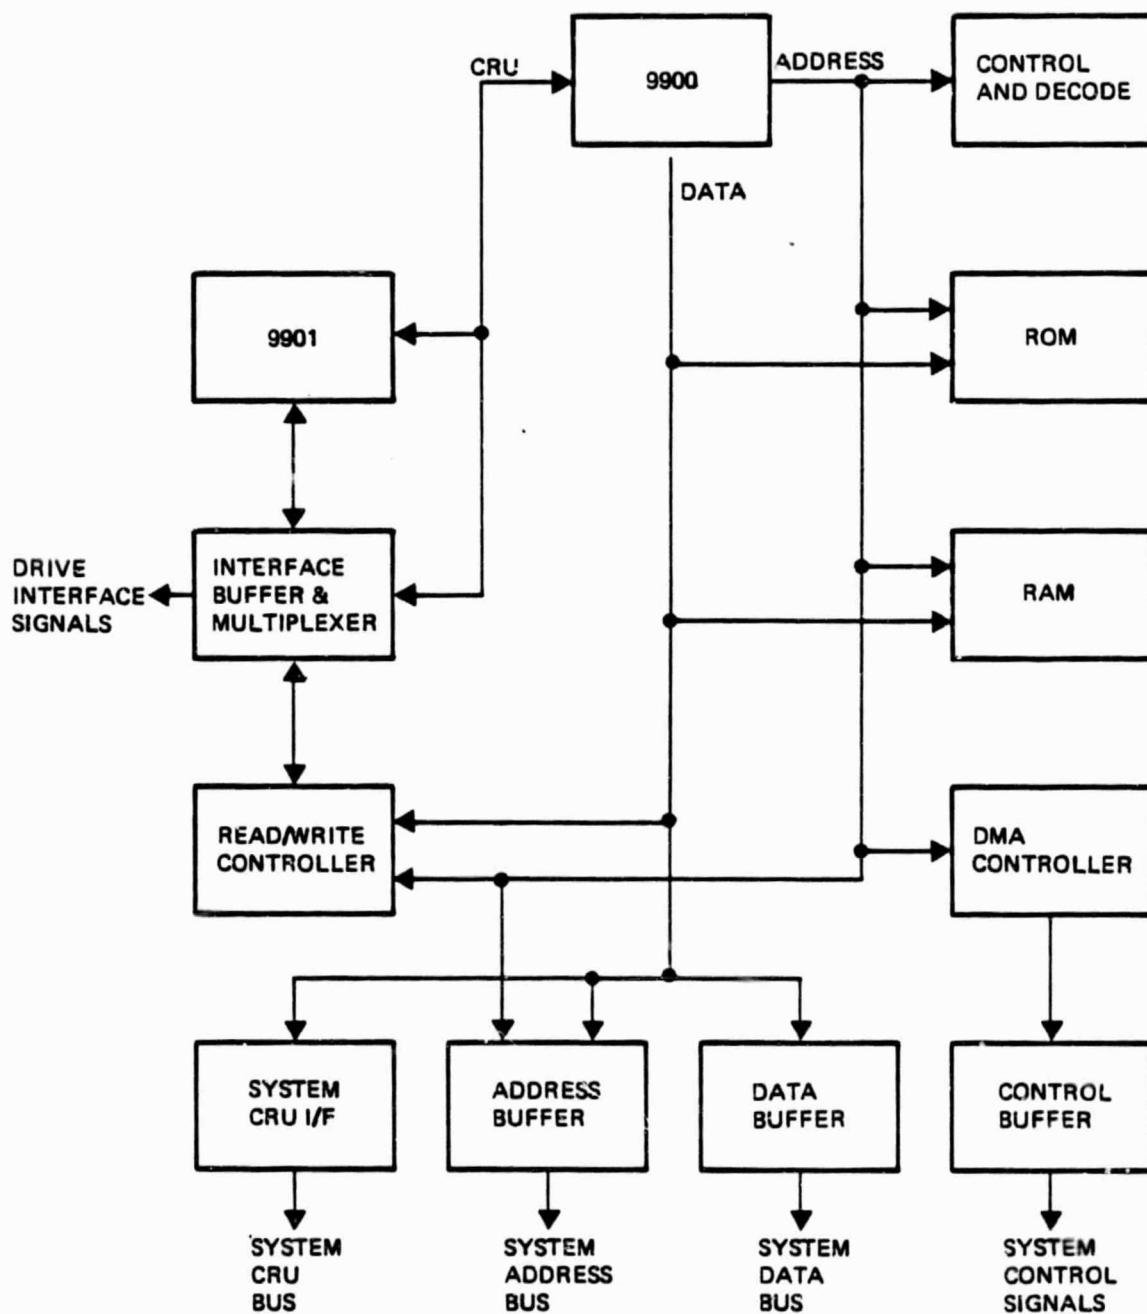 CRU
9900
ADDRESS
CONTROL
AND DECODE
DATA
9901
ROM
DRIVE
INTERFACE
SIGNALS
INTERFACE
BUFFER &
MULTIPLEXER
RAM
READ/WRITE
CONTROLLER
DMA
CONTROLLER
SYSTEM
CRU I/F
ADDRESS
BUFFER
DATA
BUFFER
CONTROL
BUFFER
SYSTEM
CRU
BUS
SYSTEM
ADDRESS
BUS
SYSTEM
DATA
BUS
SYSTEM
CONTROL
SIGNALS